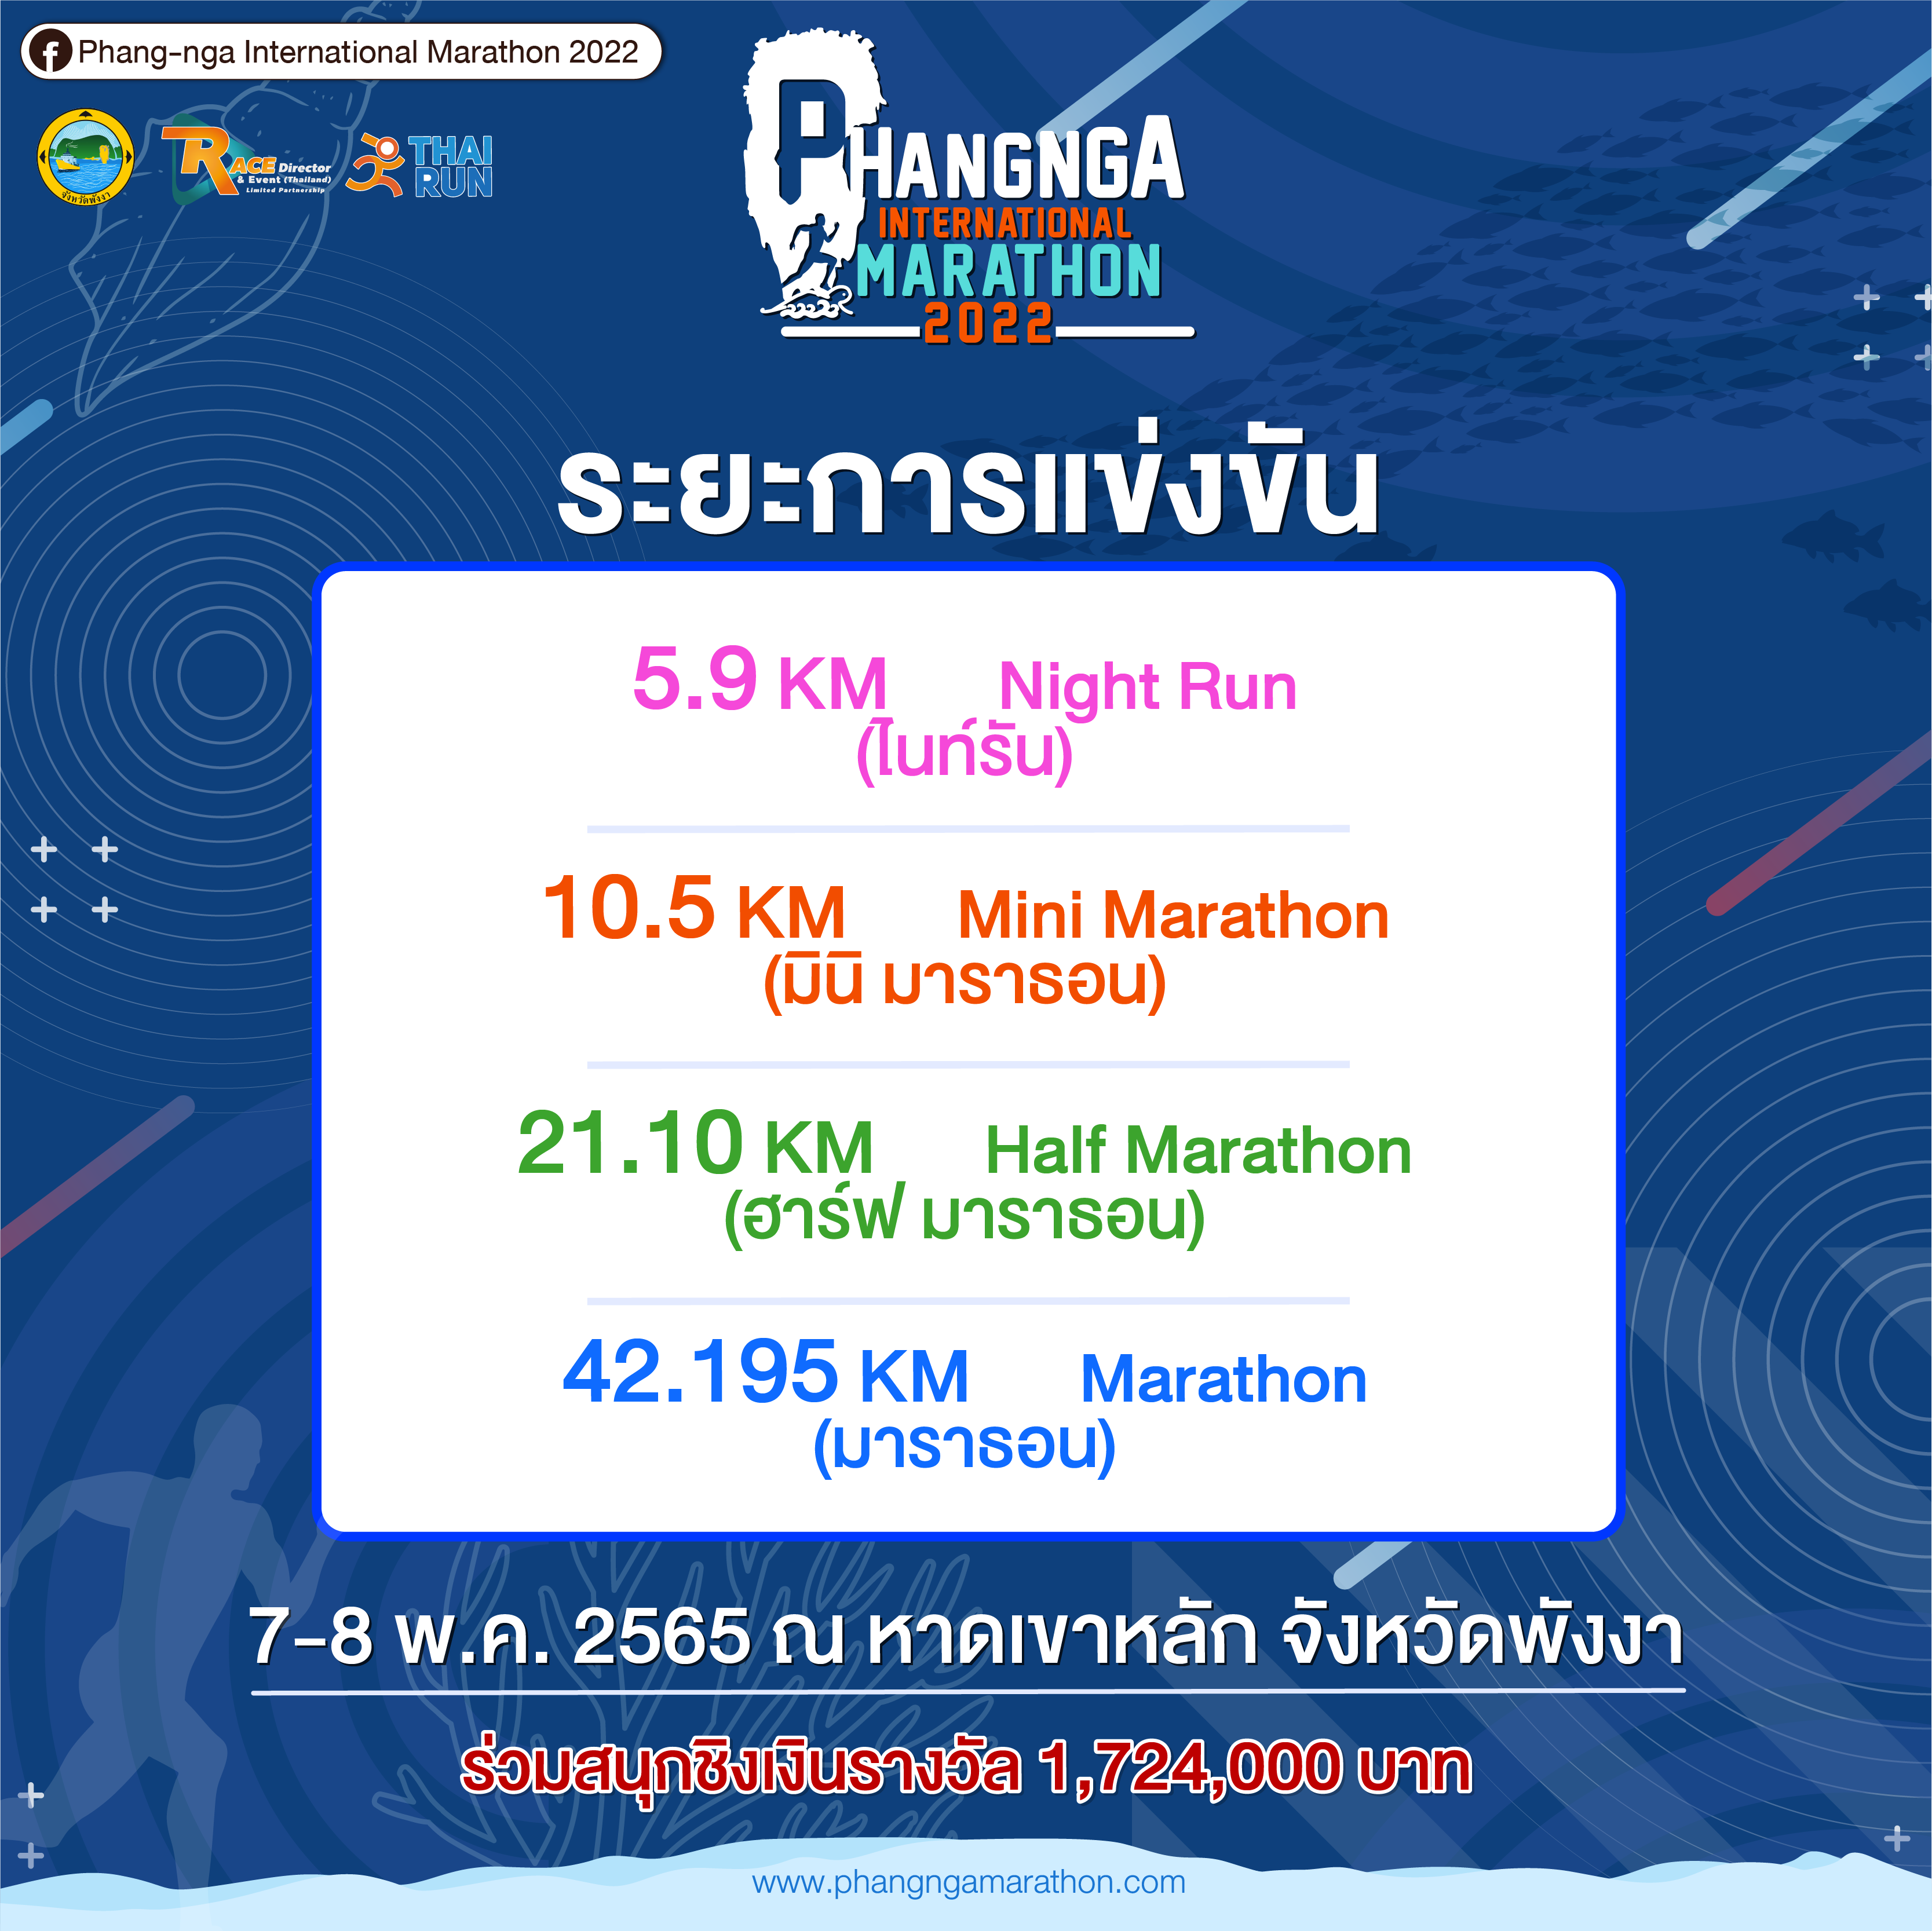 Phang-nga International Marathon 2022
จังหวัดพังงา
RACE Director
& Event (Thailand)
Limited Partnership
THAI
RUN
PHANGNGA
INTERNATIONAL
MARATHON
2022
ระยะการแข่งขัน
5.9 KM Night Run
(ไนท์รัน)
10.5 KM Mini Marathon
(มินิ มาราธอน)
21.10 KM Half Marathon
(ฮาร์ฟ มาราธอน)
42.195 KM Marathon
(มาราธอน)
7-8 พ.ค. 2565 ณ หาดเขาหลัก จังหวัดพังงา
ร่วมสนุกชิงเงินรางวัล 1,724,000 บาท
www.phangngamarathon.com